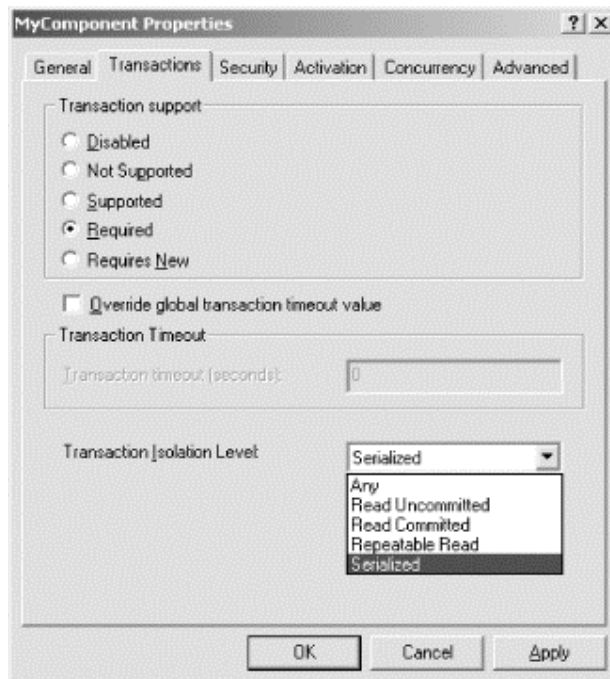 MyComponent Properties
General Transactions Security Activation Concurrency Advanced
Transaction support
Disabled
Not Supported
Supported
Required
Requires New
Override global transaction timeout value
Transaction Timeout
Transaction timeout (seconds): 0
Transaction Isolation Level: Serialized
Any
Read Uncommitted
Read Committed
Repeatable Read
Serialized
OK Cancel Apply